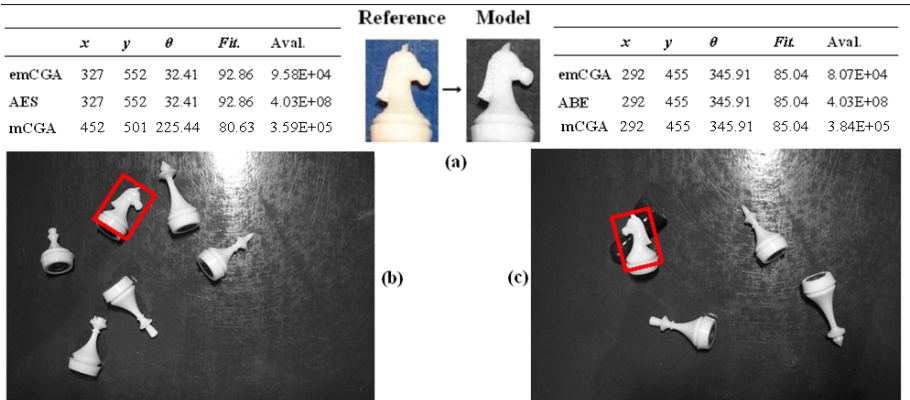 Reference Model
x y θ Fit. Aval.
emCGA 327 552 32.41 92.86 9.58E+04
AES 327 552 32.41 92.86 4.03E+08
mCGA 452 501 225.44 80.63 3.59E+05
x y θ Fit. Aval.
emCGA 292 455 345.91 85.04 8.07E+04
ABE 292 455 345.91 85.04 4.03E+08
mCGA 292 455 345.91 85.04 3.84E+05
(a)
(b)
(c)